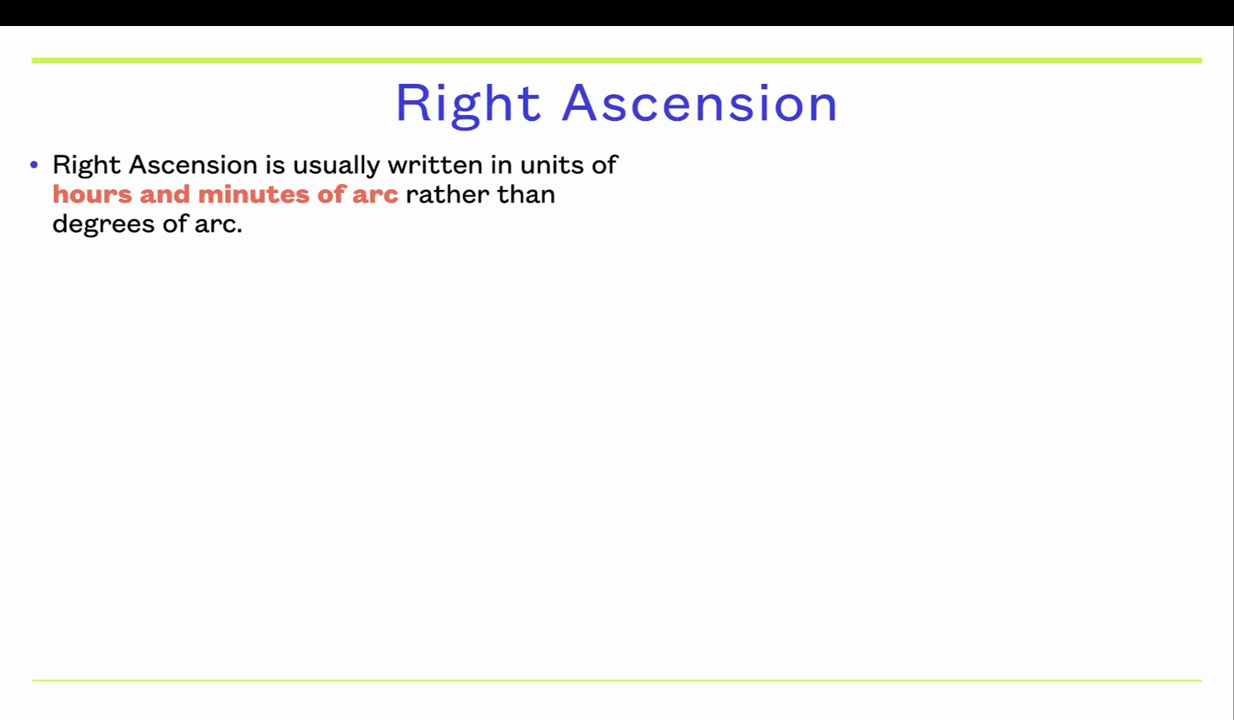 Right Ascension
• Right Ascension is usually written in units of
hours and minutes of arc rather than
degrees of arc.